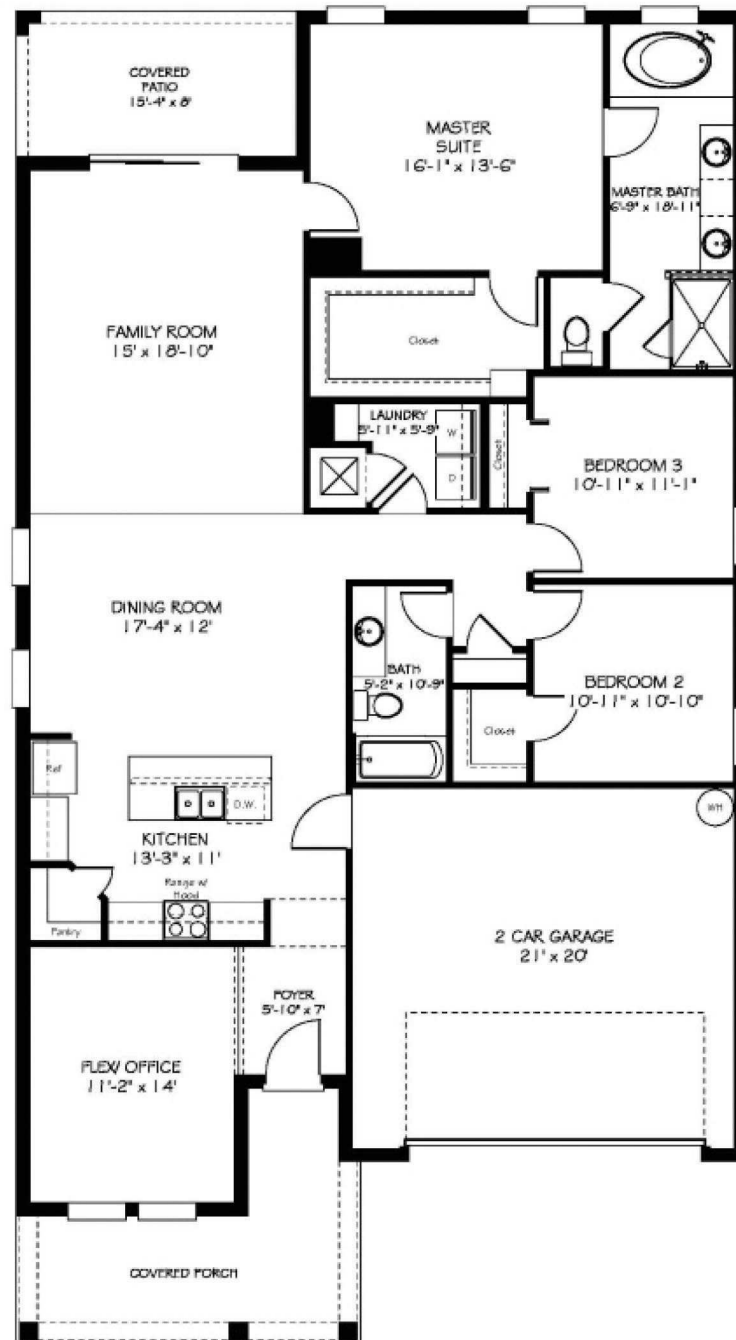 COVERED
PATIO
15'-4" x 8'
MASTER
SUITE
16'-1" x 13'-6"
MASTER BATH
6'-9" x 18'-11"
FAMILY ROOM
15' x 18'-10"
Closet
LAUNDRY
5'-11" x 5'-9"
W
D
Closet
BEDROOM 3
10'-11" x 11'-1"
DINING ROOM
17'-4" x 12'
BATH
5'-2" x 10'-9"
BEDROOM 2
10'-11" x 10'-10"
Closet
Ref
D.W.
KITCHEN
13'-3" x 11'
Range w/
Hood
Pantry
WH
2 CAR GARAGE
21' x 20'
FOYER
5'-10" x 7'
FLEX/ OFFICE
11'-2" x 14'
COVERED PORCH